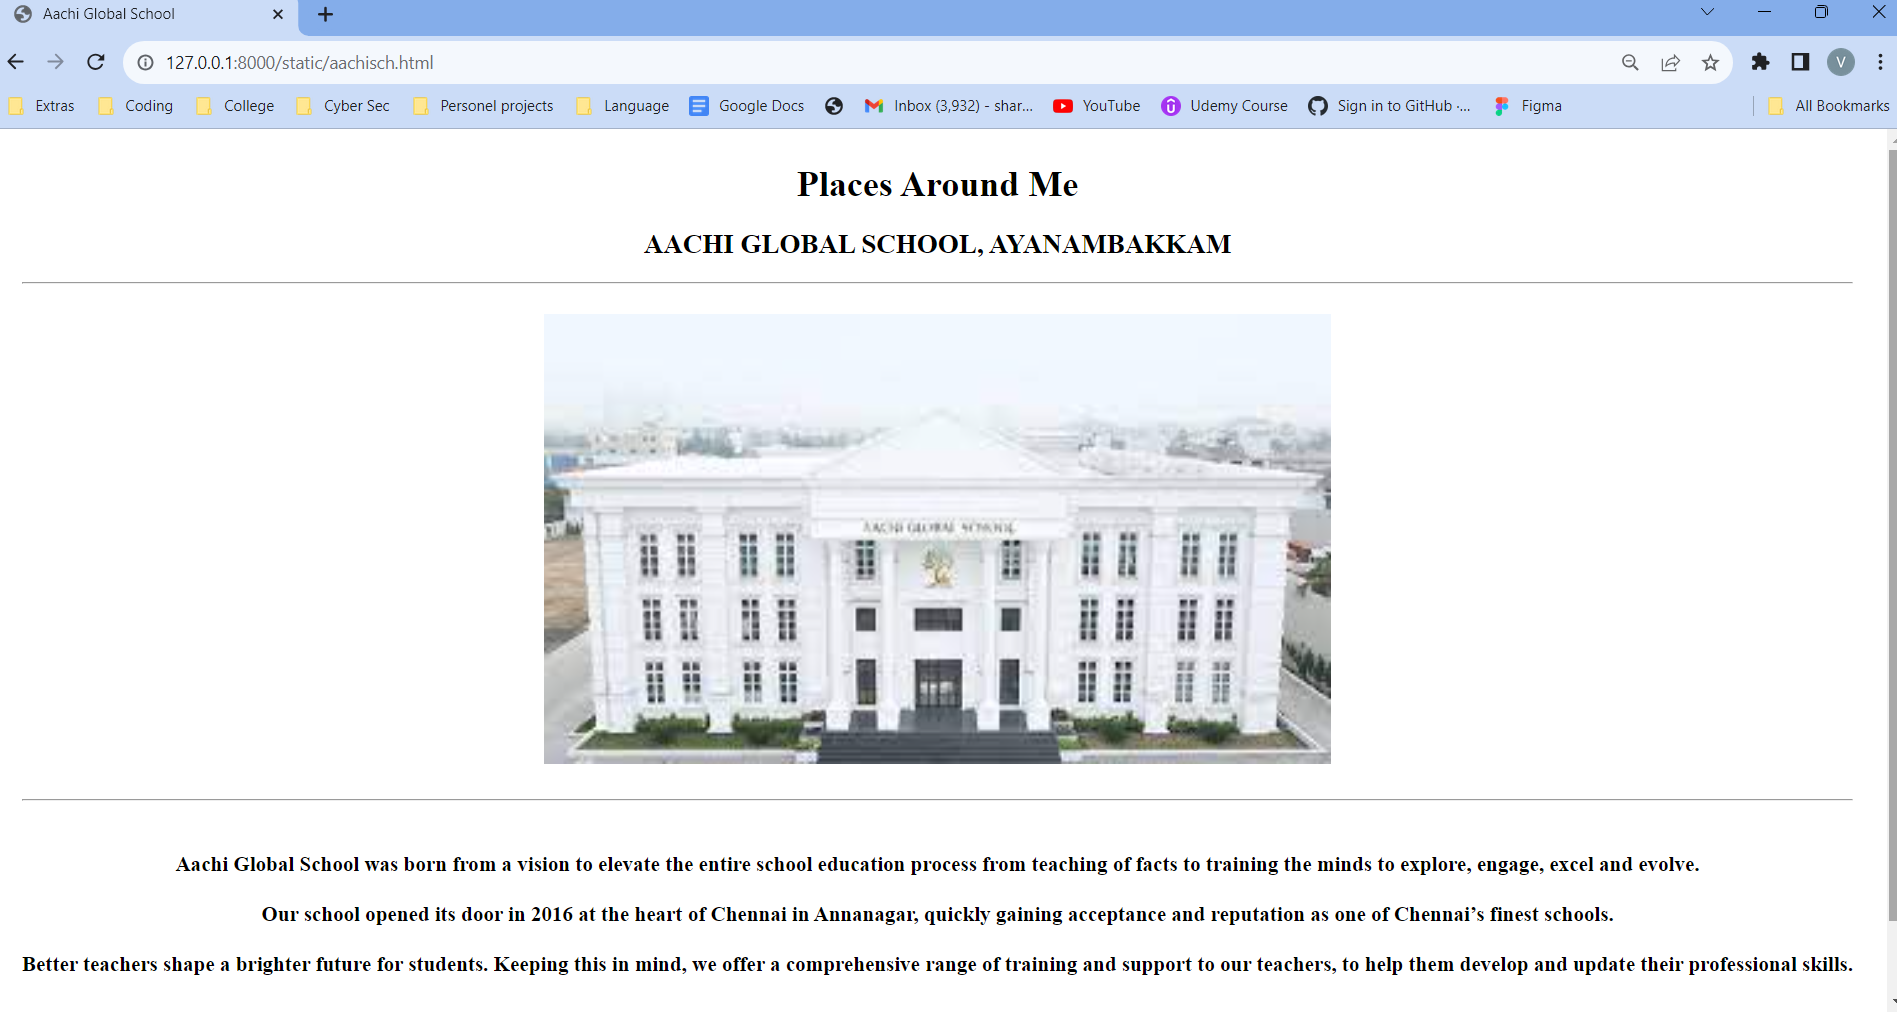 Aachi Global School
127.0.0.1:8000/static/aachisch.html
V
Extras Coding College Cyber Sec Personel projects Language Google Docs Inbox (3,932) - shar... YouTube Udemy Course Sign in to GitHub ·... Figma All Bookmarks
Places Around Me
AACHI GLOBAL SCHOOL, AYANAMBAKKAM
AACHI GLOBAL SCHOOL
Aachi Global School was born from a vision to elevate the entire school education process from teaching of facts to training the minds to explore, engage, excel and evolve.
Our school opened its door in 2016 at the heart of Chennai in Annanagar, quickly gaining acceptance and reputation as one of Chennai’s finest schools.
Better teachers shape a brighter future for students. Keeping this in mind, we offer a comprehensive range of training and support to our teachers, to help them develop and update their professional skills.